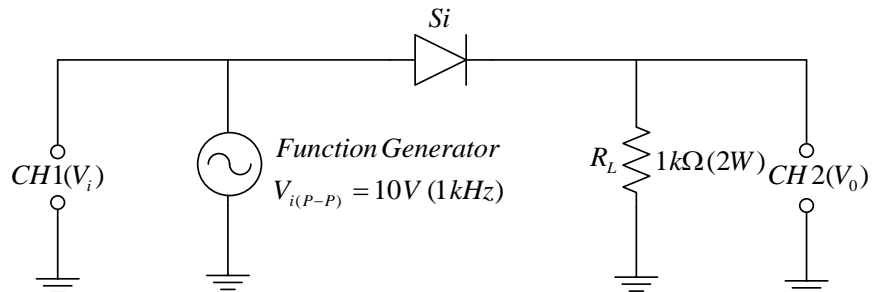 Si
CH1(V_i)
Function Generator
V_{i(P-P)} = 10V (1kHz)
R_L
1kΩ(2W)
CH2(V_0)